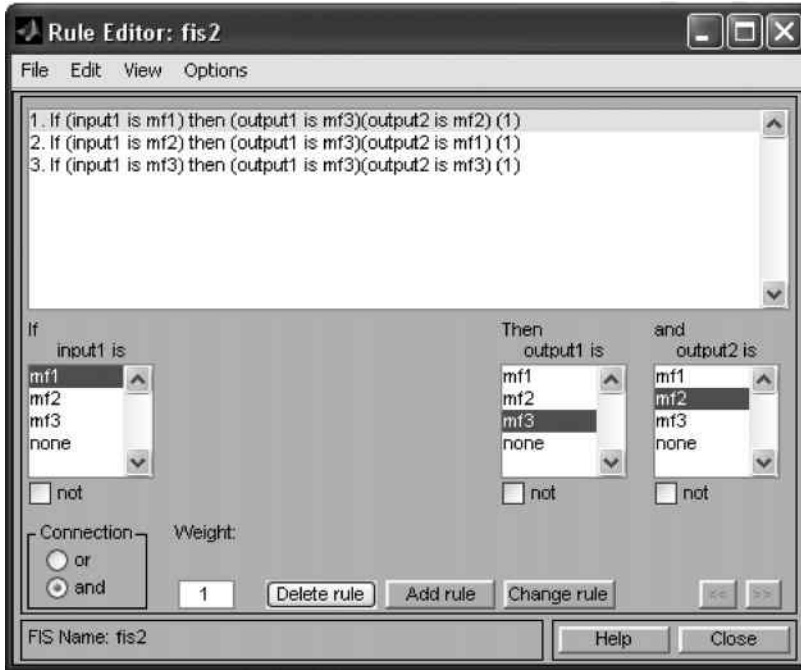 Rule Editor: fis2
File Edit View Options
1. If (input1 is mf1) then (output1 is mf3)(output2 is mf2) (1)
2. If (input1 is mf2) then (output1 is mf3)(output2 is mf1) (1)
3. If (input1 is mf3) then (output1 is mf3)(output2 is mf3) (1)
If
input1 is
mf1
mf2
mf3
none
not
Then
output1 is
mf1
mf2
mf3
none
not
and
output2 is
mf1
mf2
mf3
none
not
Connection
or
and
Weight:
1
Delete rule
Add rule
Change rule
<<
>>
FIS Name: fis2
Help
Close